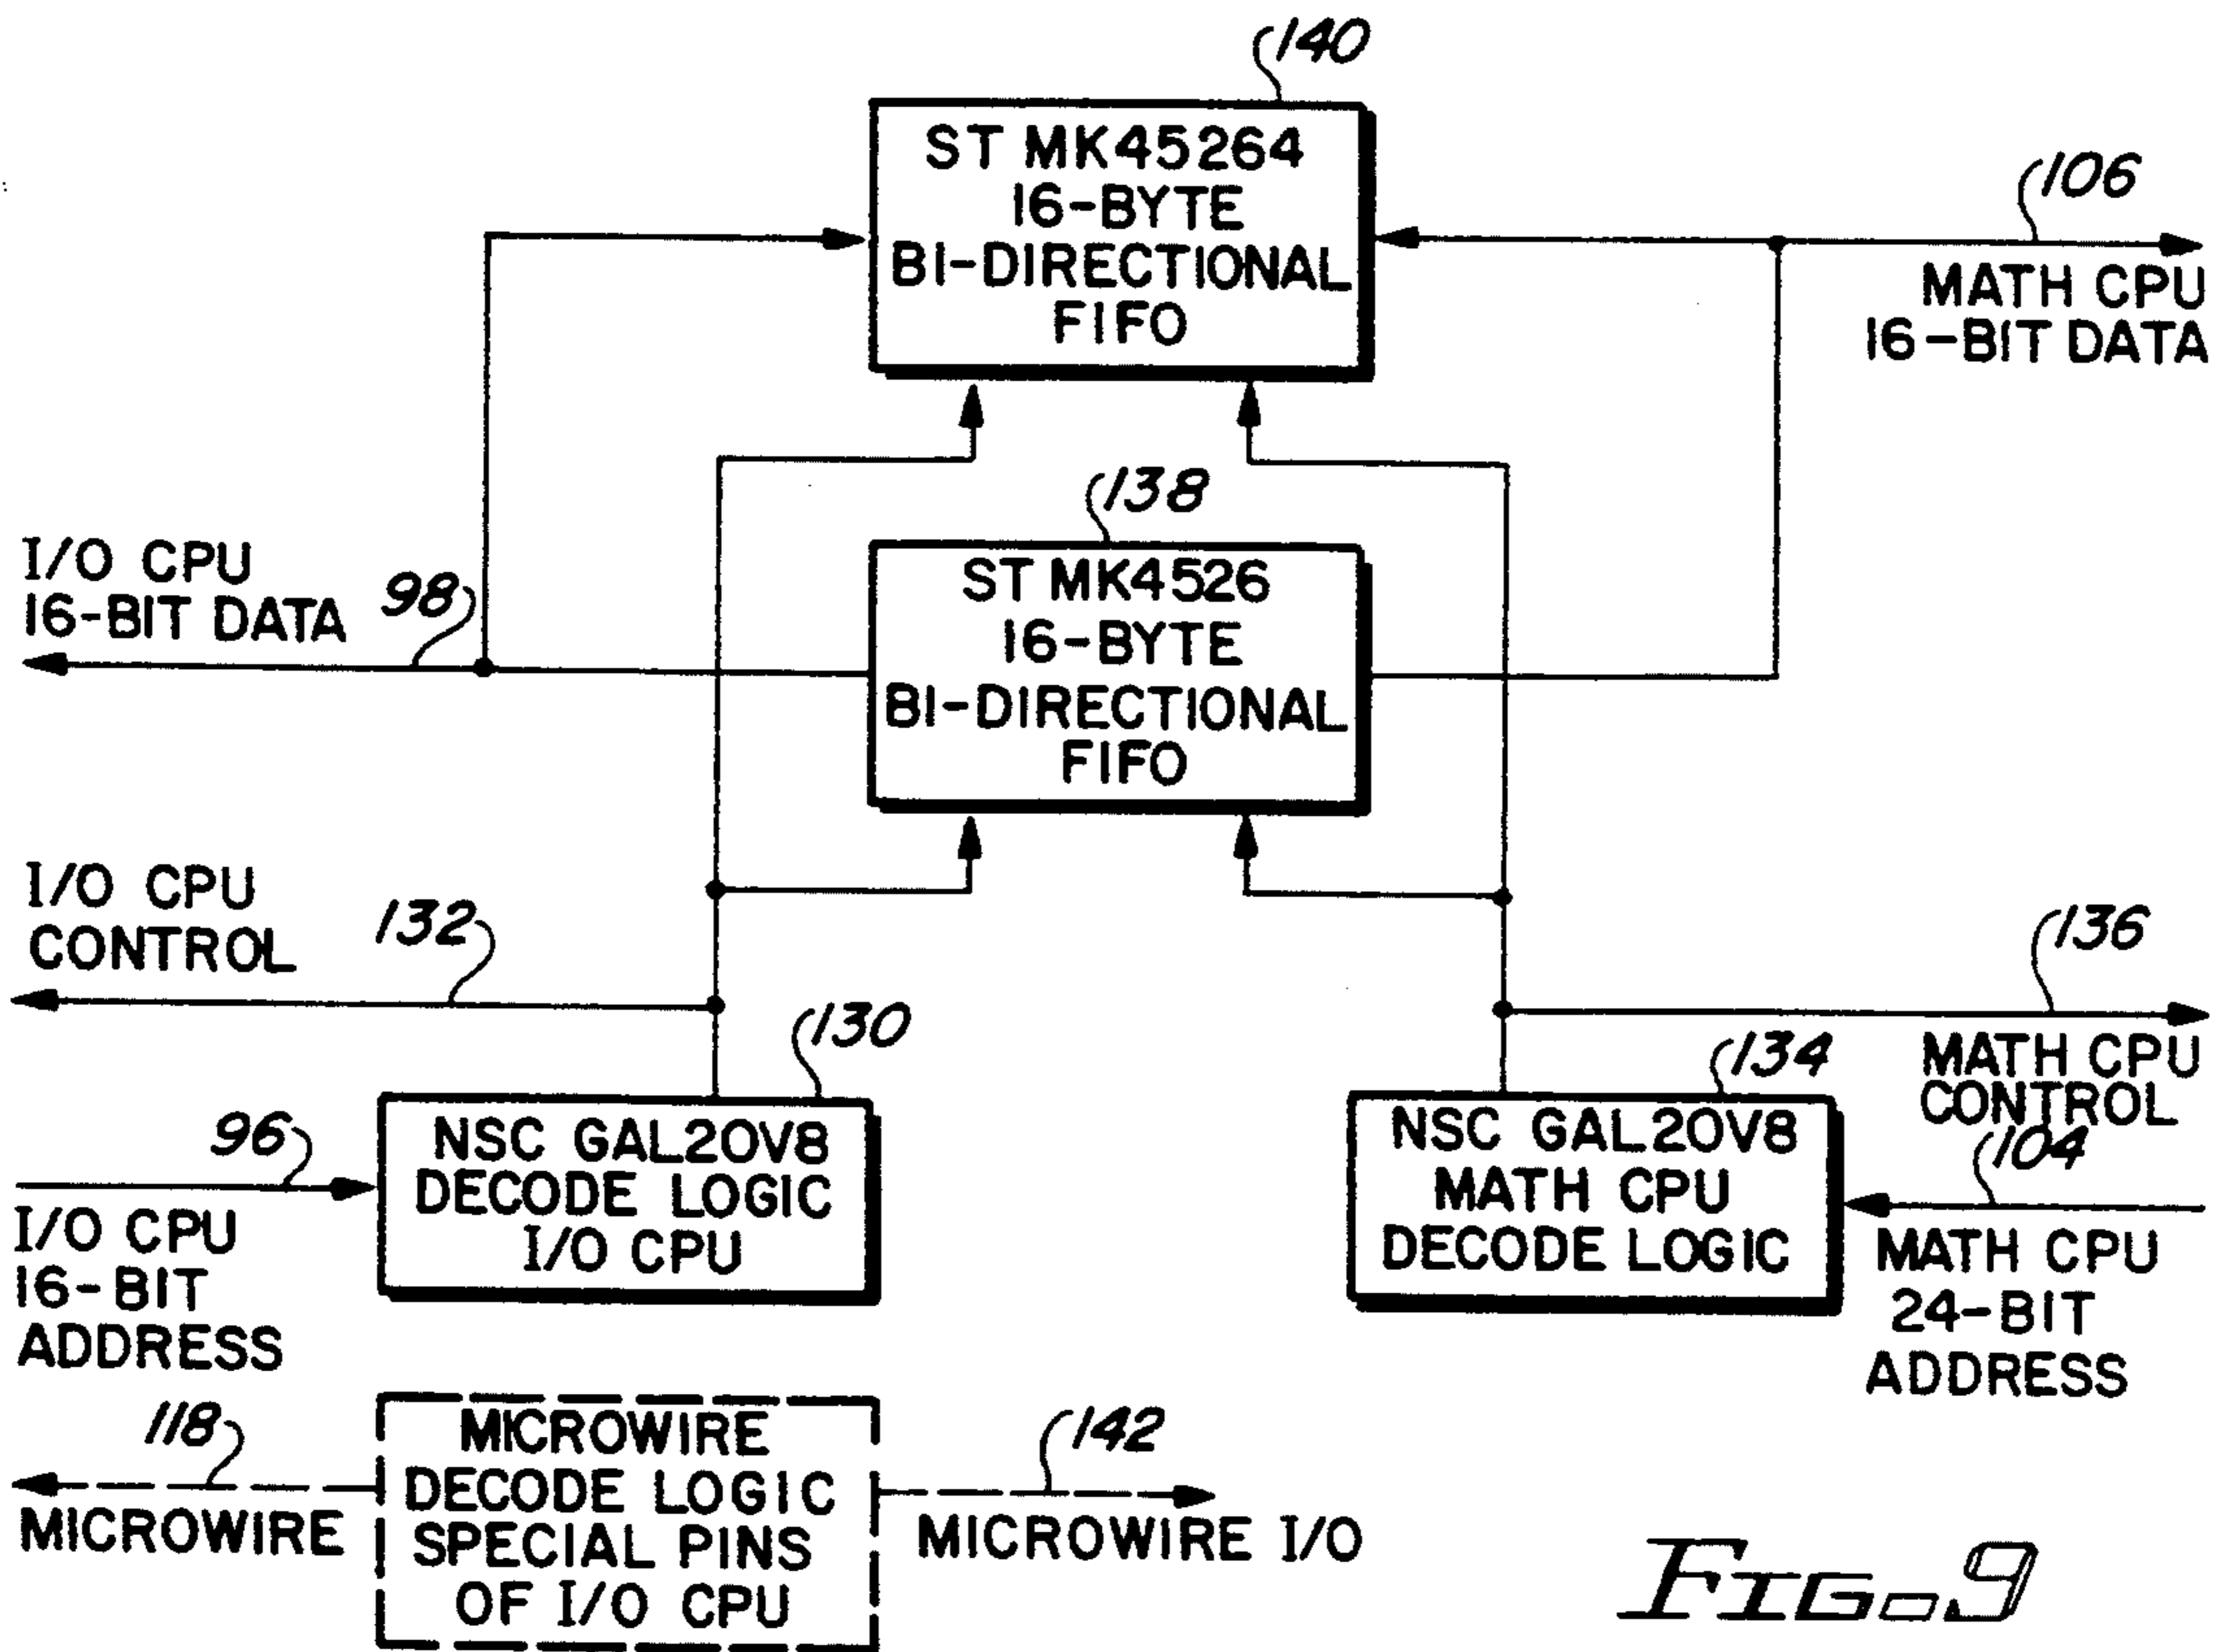 140
ST MK45264
16-BYTE
BI-DIRECTIONAL
FIFO
106
MATH CPU
16-BIT DATA
138
ST MK4526
16-BYTE
BI-DIRECTIONAL
FIFO
I/O CPU
16-BIT DATA
98
I/O CPU
CONTROL
132
136
MATH CPU
CONTROL
130
NSC GAL20V8
DECODE LOGIC
I/O CPU
134
NSC GAL20V8
MATH CPU
DECODE LOGIC
96
I/O CPU
16-BIT
ADDRESS
104
MATH CPU
24-BIT
ADDRESS
118
MICROWIRE
MICROWIRE
DECODE LOGIC
SPECIAL PINS
OF I/O CPU
142
MICROWIRE I/O
FIG-9